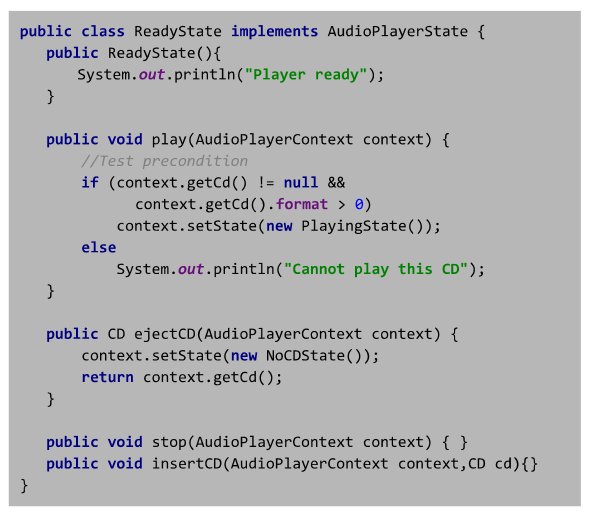 public class ReadyState implements AudioPlayerState {
public ReadyState(){
System.out.println("Player ready");
}
public void play(AudioPlayerContext context) {
//Test precondition
if (context.getCd() != null &&
context.getCd().format > 0)
context.setState(new PlayingState());
else
System.out.println("Cannot play this CD");
}
public CD ejectCD(AudioPlayerContext context) {
context.setState(new NoCDState());
return context.getCd();
}
public void stop(AudioPlayerContext context) { }
public void insertCD(AudioPlayerContext context,CD cd){}
}